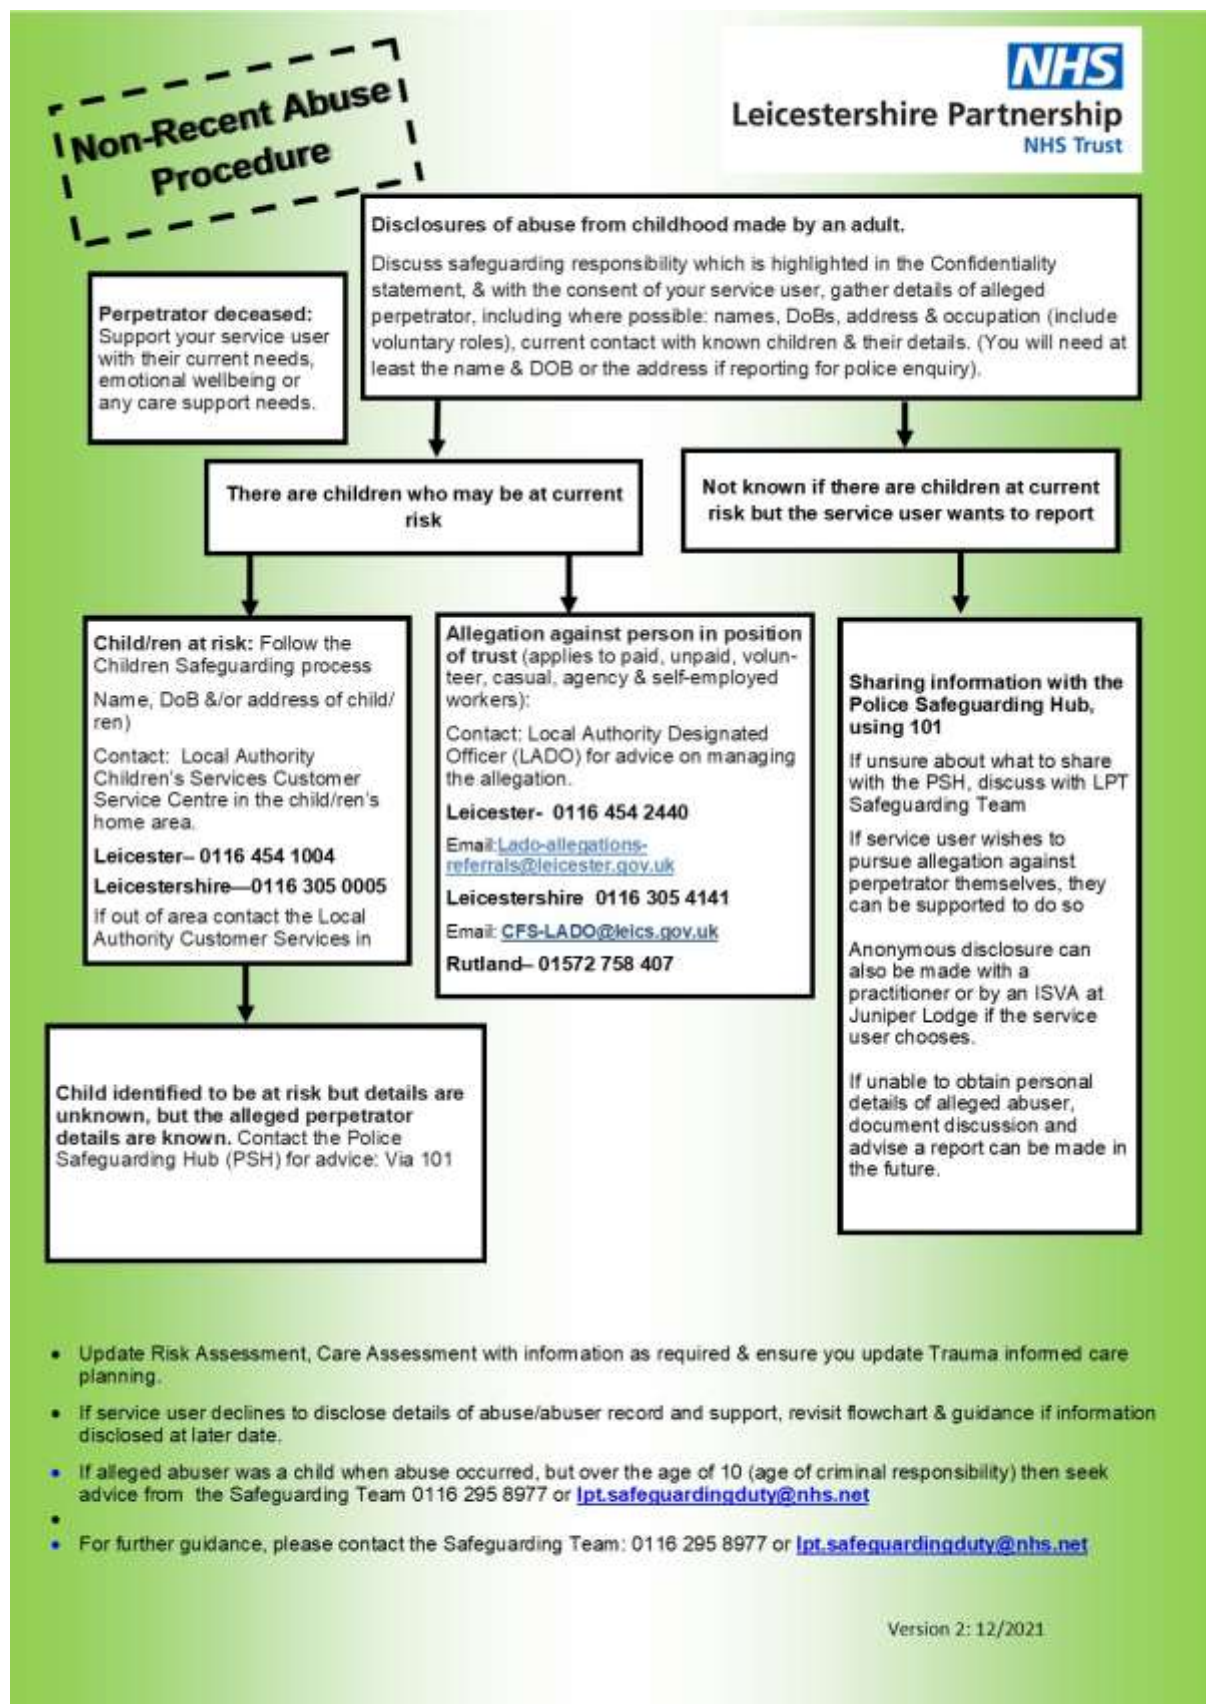 Non-Recent Abuse
Procedure
NHS
Leicestershire Partnership
NHS Trust
Disclosures of abuse from childhood made by an adult.
Discuss safeguarding responsibility which is highlighted in the Confidentiality
statement, & with the consent of your service user, gather details of alleged
perpetrator, including where possible: names, DoBs, address & occupation (include
voluntary roles), current contact with known children & their details. (You will need at
least the name & DOB or the address if reporting for police enquiry).
Perpetrator deceased:
Support your service user
with their current needs,
emotional wellbeing or
any care support needs.
There are children who may be at current
risk
Not known if there are children at current
risk but the service user wants to report
Child/ren at risk: Follow the
Children Safeguarding process
Name, DoB &/or address of child/
ren)
Contact: Local Authority
Children's Services Customer
Service Centre in the child/ren's
home area.
Leicester– 0116 454 1004
Leicestershire—0116 305 0005
If out of area contact the Local
Authority Customer Services in
Allegation against person in position
of trust (applies to paid, unpaid, volun-
teer, casual, agency & self-employed
workers):
Contact: Local Authority Designated
Officer (LADO) for advice on managing
the allegation.
Leicester- 0116 454 2440
Email:Lado-allegations-
referrals@leicester.gov.uk
Leicestershire 0116 305 4141
Email: CFS-LADO@leics.gov.uk
Rutland– 01572 758 407
Sharing information with the
Police Safeguarding Hub,
using 101
If unsure about what to share
with the PSH, discuss with LPT
Safeguarding Team
If service user wishes to
pursue allegation against
perpetrator themselves, they
can be supported to do so
Anonymous disclosure can
also be made with a
practitioner or by an ISVA at
Juniper Lodge if the service
user chooses.
If unable to obtain personal
details of alleged abuser,
document discussion and
advise a report can be made in
the future.
Child identified to be at risk but details are
unknown, but the alleged perpetrator
details are known. Contact the Police
Safeguarding Hub (PSH) for advice: Via 101
• Update Risk Assessment, Care Assessment with information as required & ensure you update Trauma informed care
planning.
• If service user declines to disclose details of abuse/abuser record and support, revisit flowchart & guidance if information
disclosed at later date.
• If alleged abuser was a child when abuse occurred, but over the age of 10 (age of criminal responsibility) then seek
advice from the Safeguarding Team 0116 295 8977 or lpt.safeguardingduty@nhs.net
•
• For further guidance, please contact the Safeguarding Team: 0116 295 8977 or lpt.safeguardingduty@nhs.net
Version 2: 12/2021